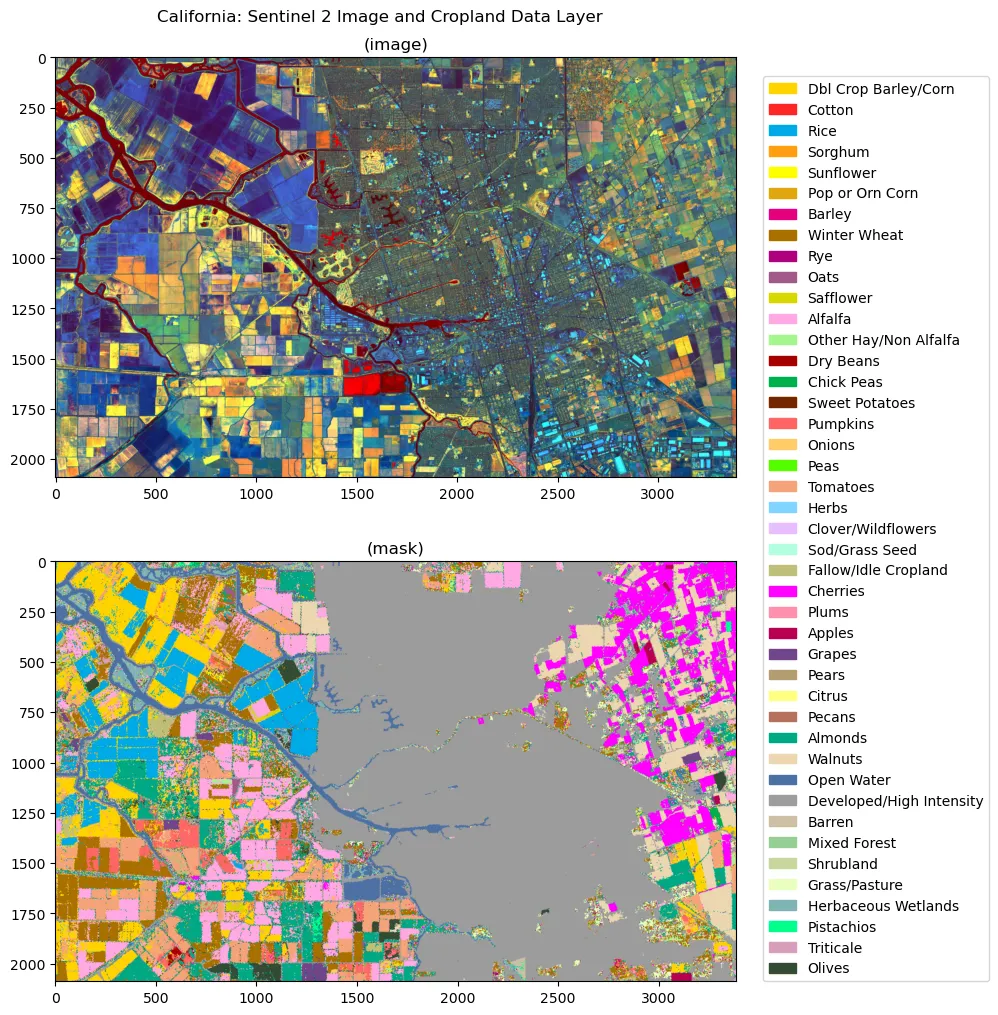 California: Sentinel 2 Image and Cropland Data Layer
(image)
0
250
500
750
1000
1250
1500
1750
2000
0 500 1000 1500 2000 2500 3000
(mask)
0
250
500
750
1000
1250
1500
1750
2000
0 500 1000 1500 2000 2500 3000
Dbl Crop Barley/Corn
Cotton
Rice
Sorghum
Sunflower
Pop or Orn Corn
Barley
Winter Wheat
Rye
Oats
Safflower
Alfalfa
Other Hay/Non Alfalfa
Dry Beans
Chick Peas
Sweet Potatoes
Pumpkins
Onions
Peas
Tomatoes
Herbs
Clover/Wildflowers
Sod/Grass Seed
Fallow/Idle Cropland
Cherries
Plums
Apples
Grapes
Pears
Citrus
Pecans
Almonds
Walnuts
Open Water
Developed/High Intensity
Barren
Mixed Forest
Shrubland
Grass/Pasture
Herbaceous Wetlands
Pistachios
Triticale
Olives